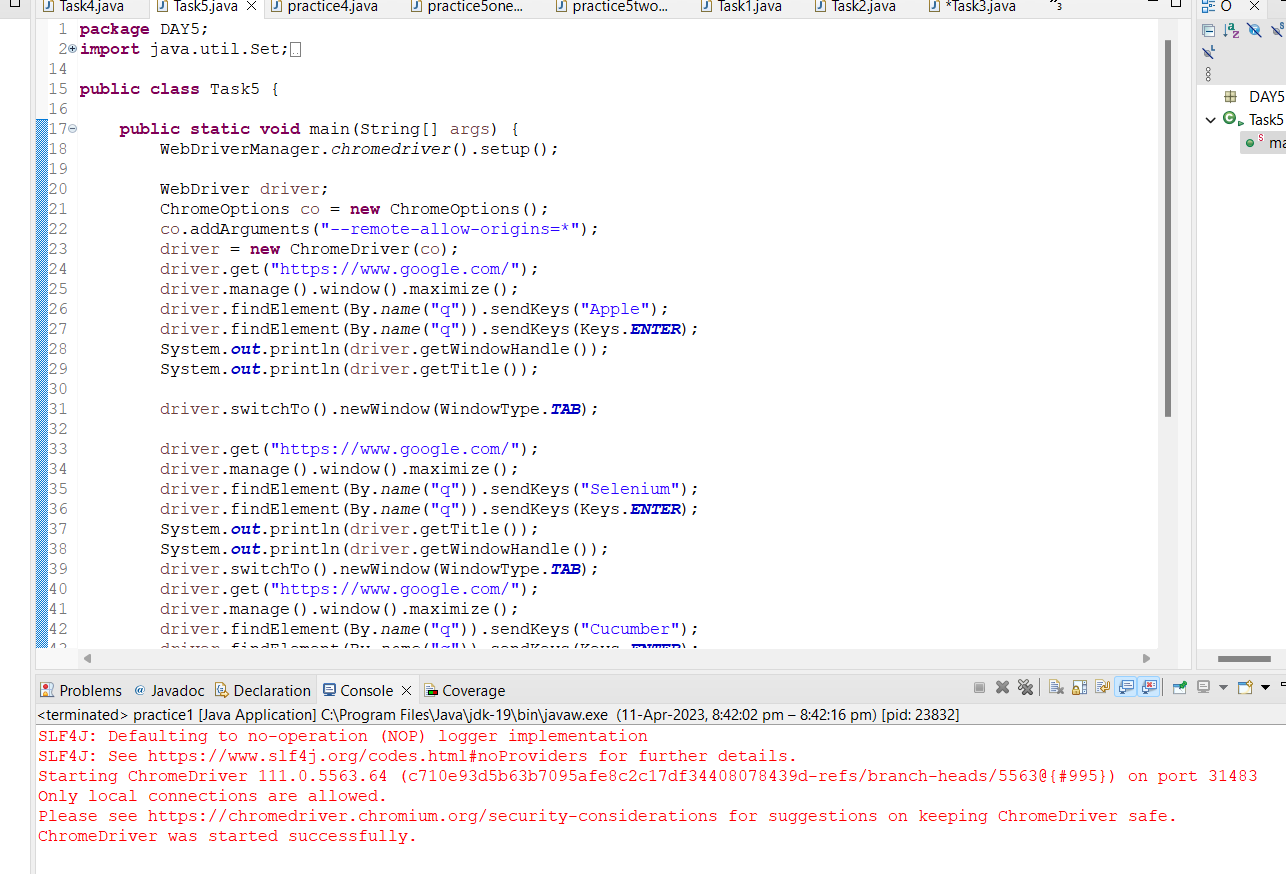 Task4.java Task5.java practice4.java practice5one... practice5two... Task1.java Task2.java *Task3.java »3
1 package DAY5;
2 import java.util.Set;
14
15 public class Task5 {
16
17 public static void main(String[] args) {
18 WebDriverManager.chromedriver().setup();
19
20 WebDriver driver;
21 ChromeOptions co = new ChromeOptions();
22 co.addArguments("--remote-allow-origins=*");
23 driver = new ChromeDriver(co);
24 driver.get("https://www.google.com/");
25 driver.manage().window().maximize();
26 driver.findElement(By.name("q")).sendKeys("Apple");
27 driver.findElement(By.name("q")).sendKeys(Keys.ENTER);
28 System.out.println(driver.getWindowHandle());
29 System.out.println(driver.getTitle());
30
31 driver.switchTo().newWindow(WindowType.TAB);
32
33 driver.get("https://www.google.com/");
34 driver.manage().window().maximize();
35 driver.findElement(By.name("q")).sendKeys("Selenium");
36 driver.findElement(By.name("q")).sendKeys(Keys.ENTER);
37 System.out.println(driver.getTitle());
38 System.out.println(driver.getWindowHandle());
39 driver.switchTo().newWindow(WindowType.TAB);
40 driver.get("https://www.google.com/");
41 driver.manage().window().maximize();
42 driver.findElement(By.name("q")).sendKeys("Cucumber");
43 driver.findElement(By.name("q")).sendKeys(Keys.ENTER);
O
DAY5
Task5
ma
Problems Javadoc Declaration Console Coverage
<terminated> practice1 [Java Application] C:\Program Files\Java\jdk-19\bin\javaw.exe (11-Apr-2023, 8:42:02 pm – 8:42:16 pm) [pid: 23832]
SLF4J: Defaulting to no-operation (NOP) logger implementation
SLF4J: See https://www.slf4j.org/codes.html#noProviders for further details.
Starting ChromeDriver 111.0.5563.64 (c710e93d5b63b7095afe8c2c17df34408078439d-refs/branch-heads/5563@{#995}) on port 31483
Only local connections are allowed.
Please see https://chromedriver.chromium.org/security-considerations for suggestions on keeping ChromeDriver safe.
ChromeDriver was started successfully.